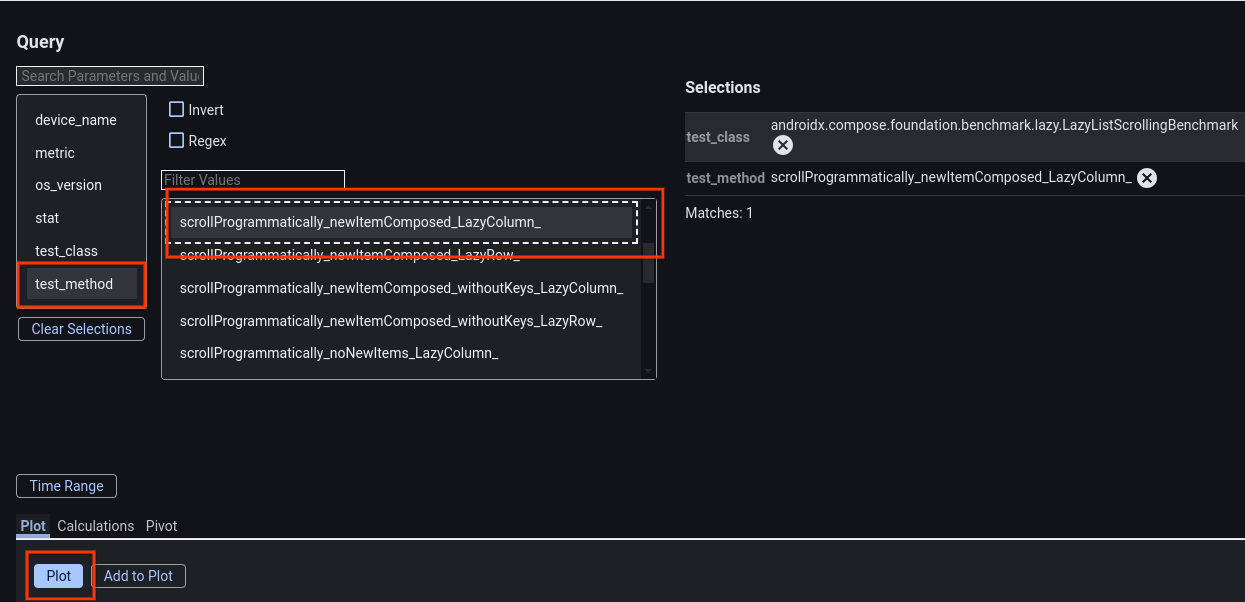 Query
Search Parameters and Valu
device_name
metric
os_version
stat
test_class
test_method
Clear Selections
Invert
Regex
Filter Values
scrollProgrammatically_newItemComposed_LazyColumn_
scrollProgrammatically_newItemComposed_LazyRow_
scrollProgrammatically_newItemComposed_withoutKeys_LazyColumn_
scrollProgrammatically_newItemComposed_withoutKeys_LazyRow_
scrollProgrammatically_noNewItems_LazyColumn_
Selections
test_class androidx.compose.foundation.benchmark.lazy.LazyListScrollingBenchmark
test_method scrollProgrammatically_newItemComposed_LazyColumn_
Matches: 1
Time Range
Plot Calculations Pivot
Plot Add to Plot